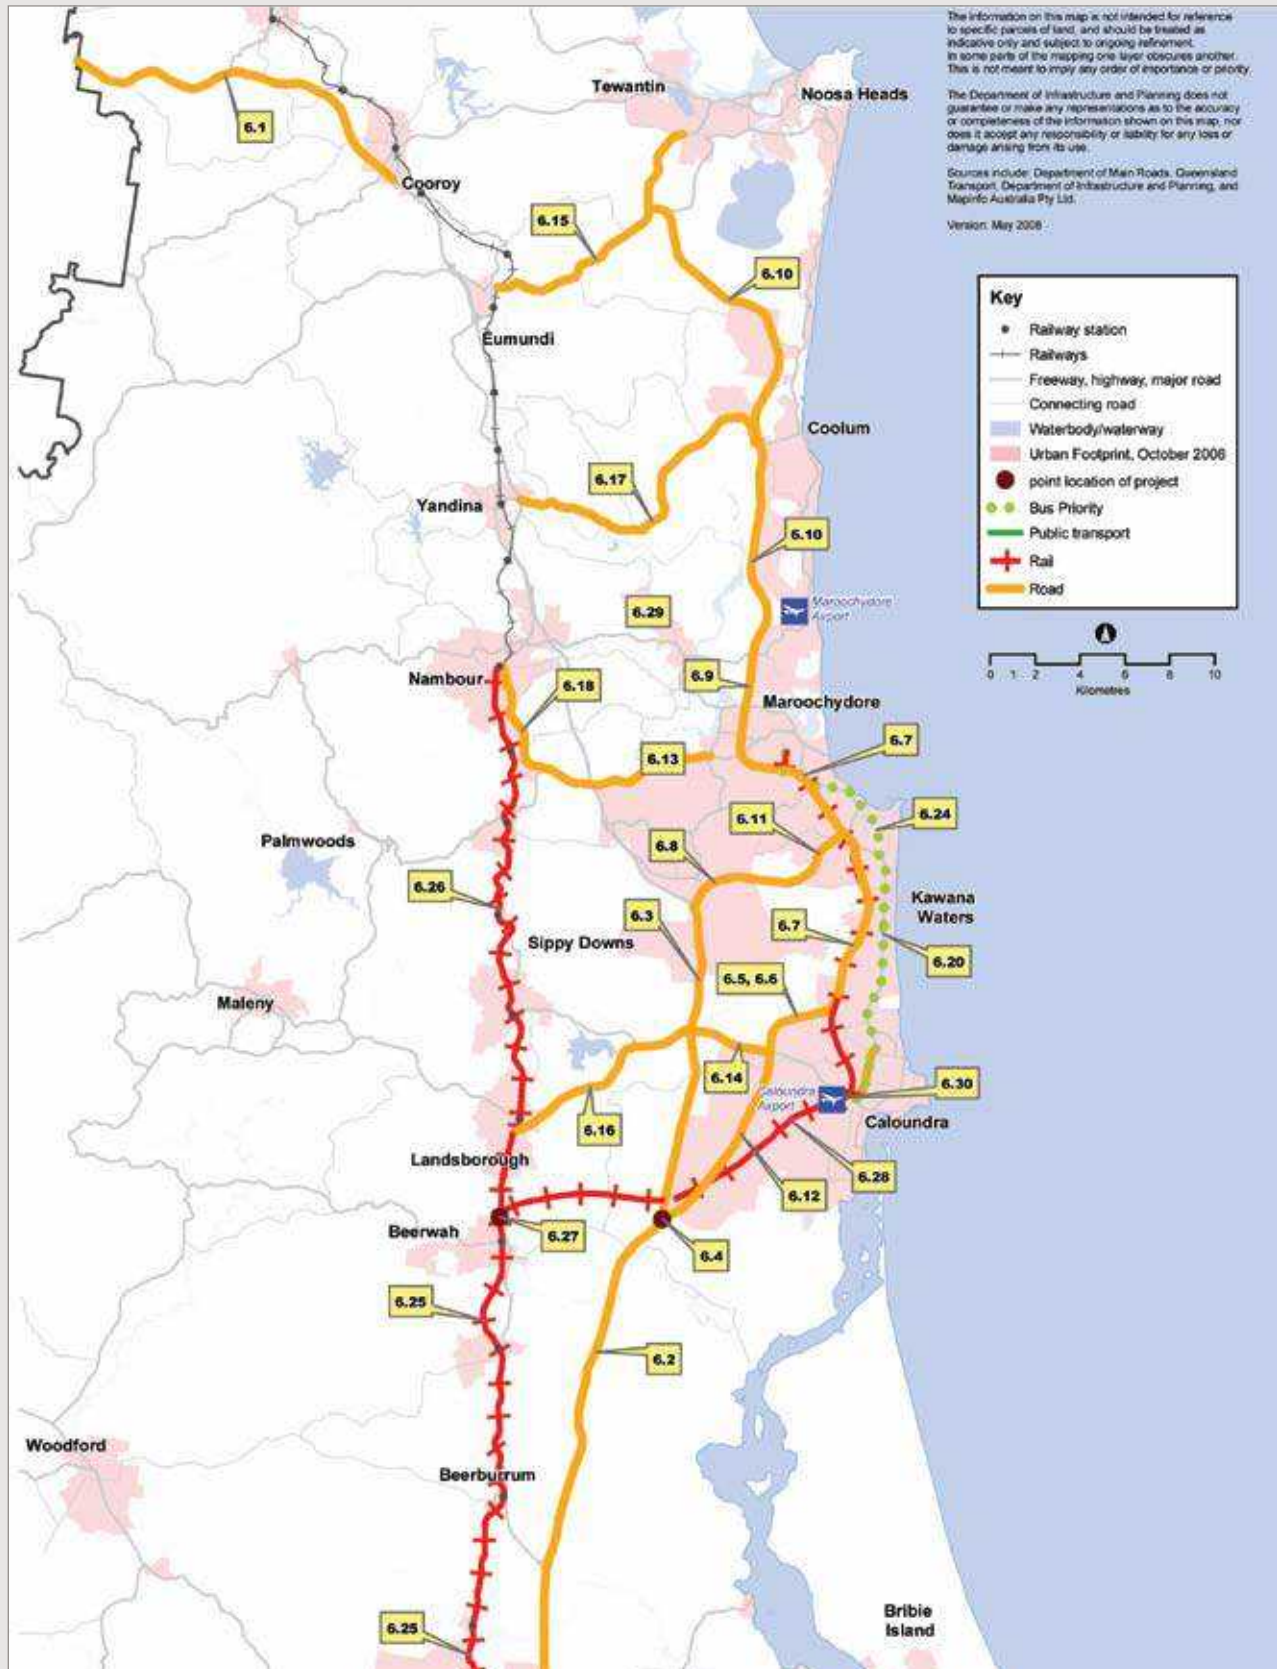 The information on this map is not intended for reference
to specific parcels of land, and should be treated as
indicative only and subject to ongoing refinement.
In some parts of the mapping one layer obscures another.
This is not meant to imply any order of importance or priority.
The Department of Infrastructure and Planning does not
guarantee or make any representations as to the accuracy
or completeness of the information shown on this map, nor
does it accept any responsibility or liability for any loss or
damage arising from its use.
Sources include: Department of Main Roads, Queensland
Transport, Department of Infrastructure and Planning, and
MapInfo Australia Pty Ltd.
Version: May 2008
Tewantin
Noosa Heads
6.1
Cooroy
6.15
6.10
Key
Railway station
Railways
Freeway, highway, major road
Connecting road
Waterbody/waterway
Urban Footprint, October 2006
point location of project
Bus Priority
Public transport
Rail
Road
0 1 2 4 6 8 10
Kilometres
Eumundi
Coolum
6.17
Yandina
6.10
6.29
Maroochydore
Airport
Nambour
6.18
6.9
Maroochydore
6.7
6.13
6.11
6.24
Palmwoods
6.8
6.26
6.3
Kawana
Waters
6.7
Sippy Downs
6.20
6.5, 6.6
Maleny
6.14
6.30
Caloundra
Airport
Caloundra
6.16
Landsborough
6.28
6.12
Beerwah
6.27
6.4
6.25
6.2
Woodford
Beerburrum
6.25
Bribie
Island